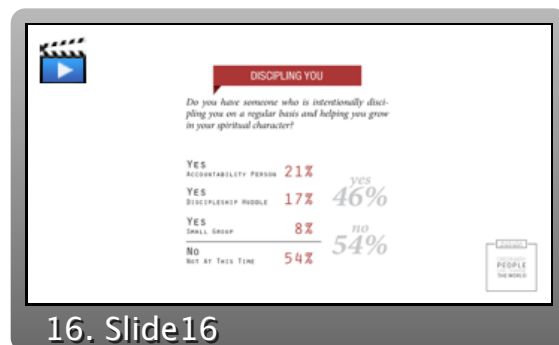 DISCIPLING YOU
Do you have someone who is intentionally disci-
pling you on a regular basis and helping you grow
in your spiritual character?
YES
ACCOUNTABILITY PERSON 21%
yes
46%
YES
DISCIPLESHIP HUDDLE 17%
YES
SMALL GROUP 8%
no
54%
NO
NOT AT THIS TIME 54%
PEOPLE
THE WORLD
16. Slide16